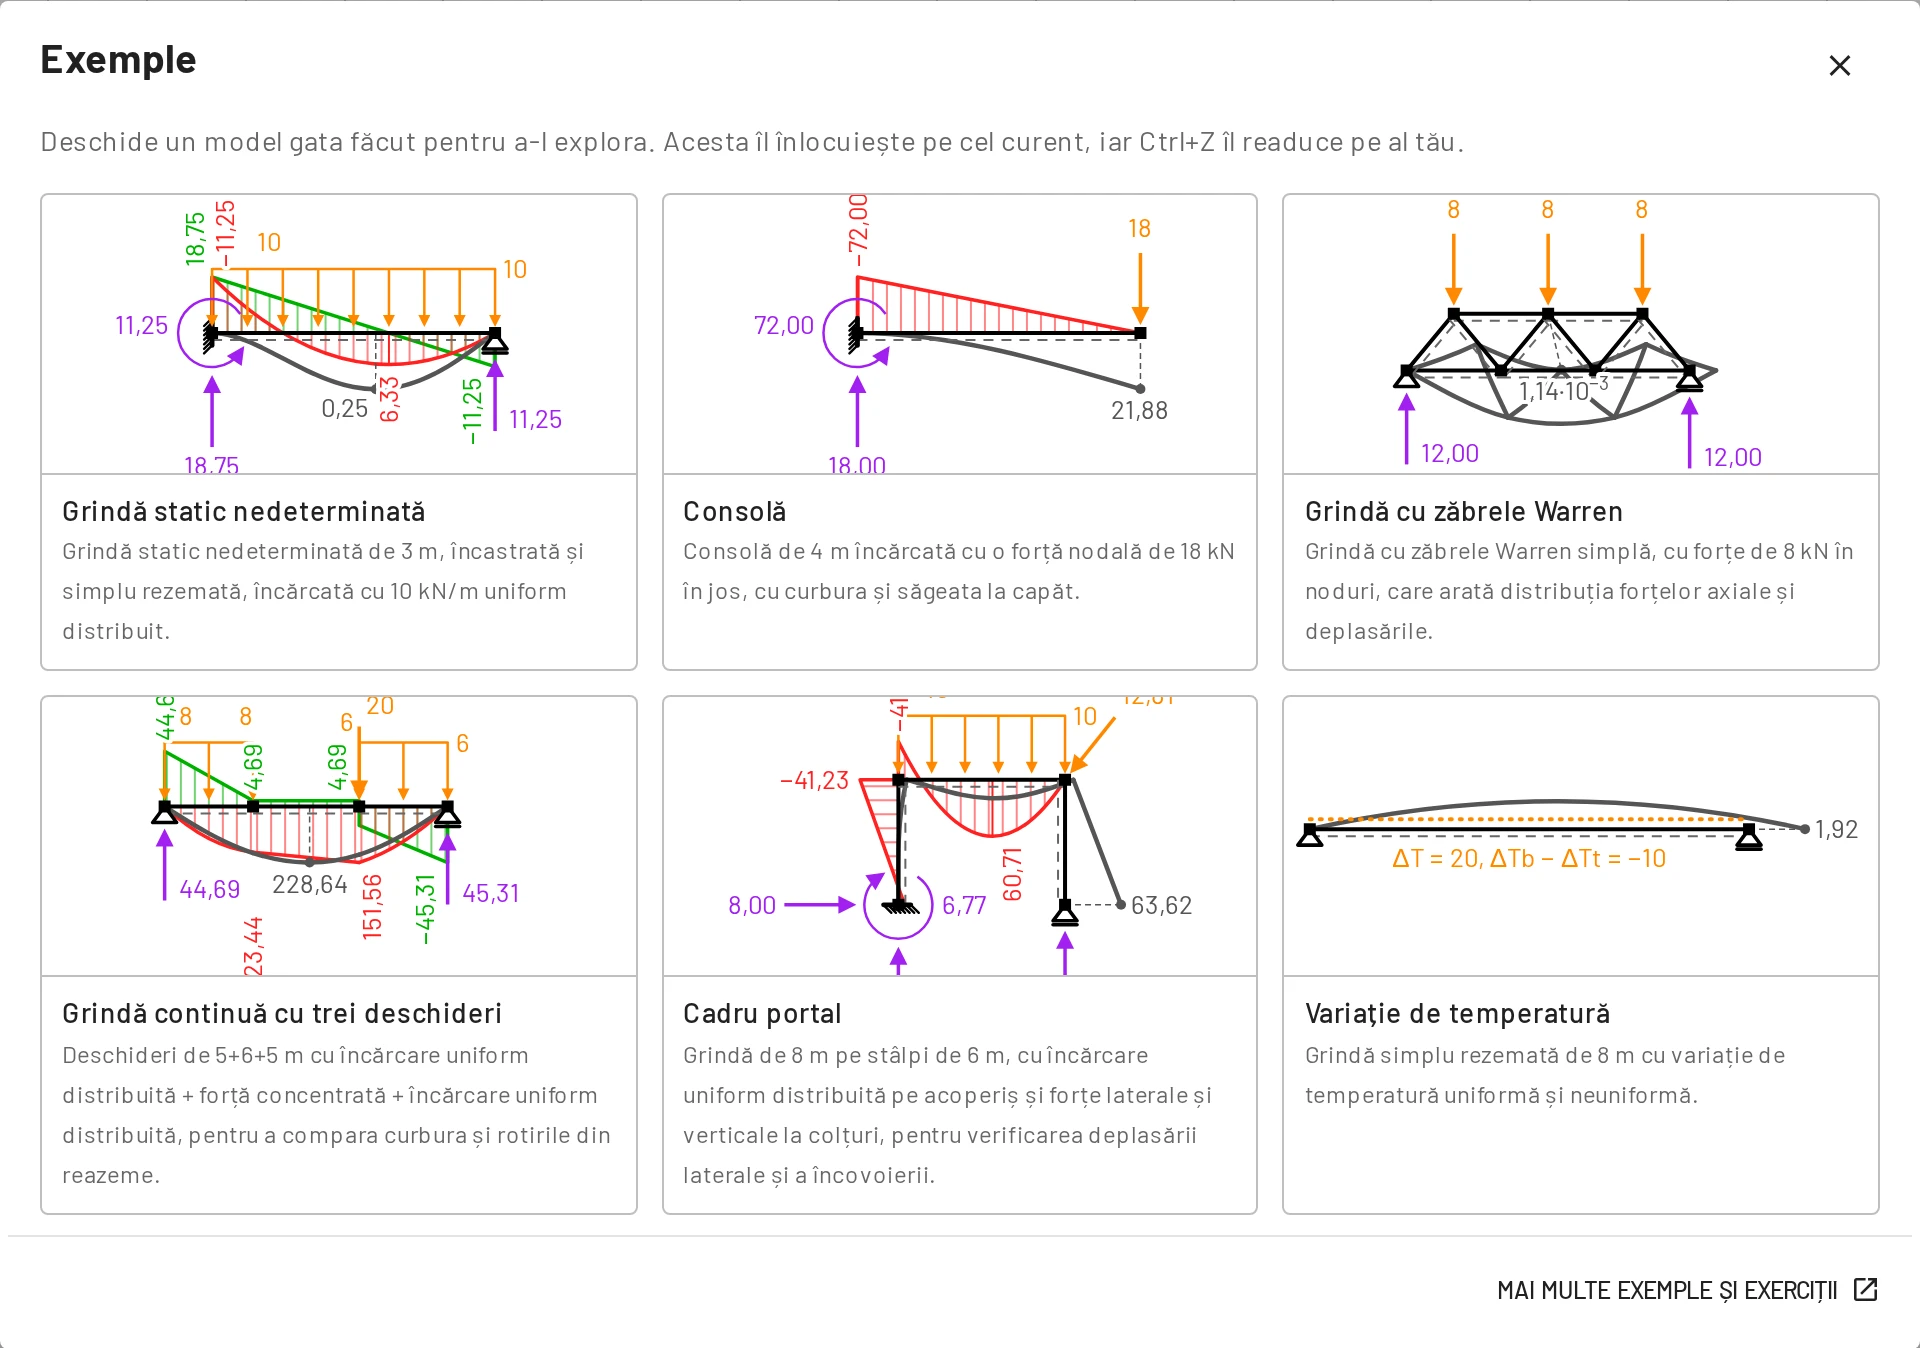 Exemple
Deschide un model gata făcut pentru a-l explora. Acesta îl înlocuiește pe cel curent, iar Ctrl+Z îl readuce pe al tău.
18,75
−11,25
10
10
11,25
0,25
6,33
−11,25
11,25
18,75
Grindă static nedeterminată
Grindă static nedeterminată de 3 m, încastrată și
simplu rezemată, încărcată cu 10 kN/m uniform
distribuit.
−72,00
18
72,00
21,88
18,00
Consolă
Consolă de 4 m încărcată cu o forță nodală de 18 kN
în jos, cu curbura și săgeata la capăt.
8
8
8
1,14·10⁻³
12,00
12,00
Grindă cu zăbrele Warren
Grindă cu zăbrele Warren simplă, cu forțe de 8 kN în
noduri, care arată distribuția forțelor axiale și
deplasările.
44,6
8
8
4,69
4,69
6
20
6
44,69
228,64
151,56
−45,31
45,31
23,44
Grindă continuă cu trei deschideri
Deschideri de 5+6+5 m cu încărcare uniform
distribuită + forță concentrată + încărcare uniform
distribuită, pentru a compara curbura și rotirile din
reazeme.
−41
10
−41,23
60,71
8,00
6,77
63,62
Cadru portal
Grindă de 8 m pe stâlpi de 6 m, cu încărcare
uniform distribuită pe acoperiș și forțe laterale și
verticale la colțuri, pentru verificarea deplasării
laterale și a încovoierii.
1,92
ΔT = 20, ΔTb − ΔTt = −10
Variație de temperatură
Grindă simplu rezemată de 8 m cu variație de
temperatură uniformă și neuniformă.
MAI MULTE EXEMPLE ȘI EXERCIȚII